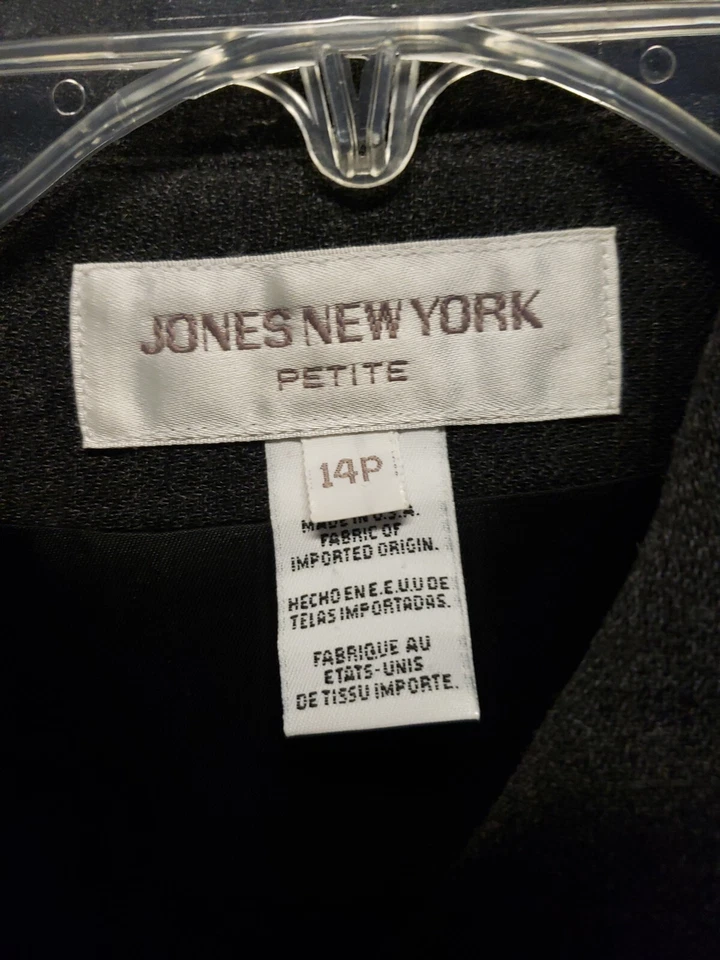 JONES NEW YORK
PETITE
14P
MADE IN U.S.A.
FABRIC OF
IMPORTED ORIGIN.
HECHO EN E.E.U.U DE
TELAS IMPORTADAS.
FABRIQUE AU
ETATS-UNIS
DE TISSU IMPORTE.